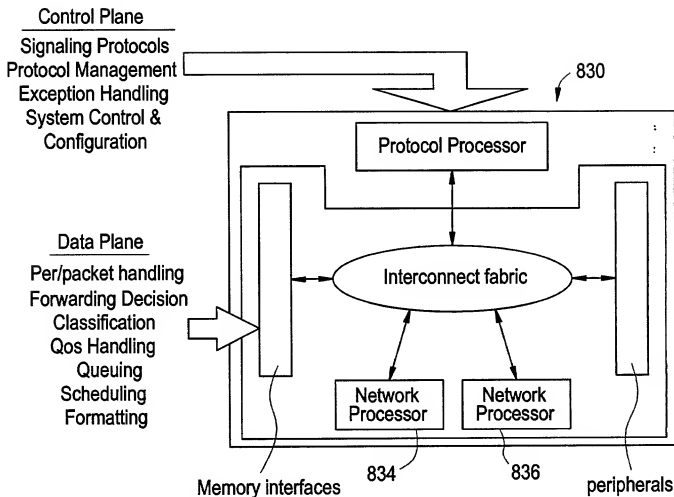 Control Plane
Signaling Protocols
Protocol Management
Exception Handling
System Control &
Configuration
830
Protocol Processor
Data Plane
Per/packet handling
Forwarding Decision
Classification
Qos Handling
Queuing
Scheduling
Formatting
Interconnect fabric
Network
Processor
Network
Processor
834
836
Memory interfaces
peripherals